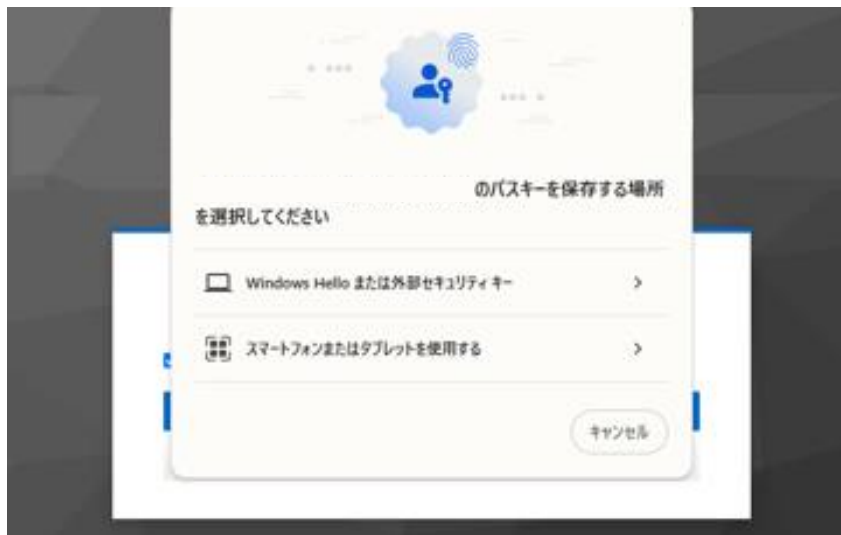 のパスキーを保存する場所
を選択してください
Windows Hello または外部セキュリティ キー
スマートフォンまたはタブレットを使用する
キャンセル